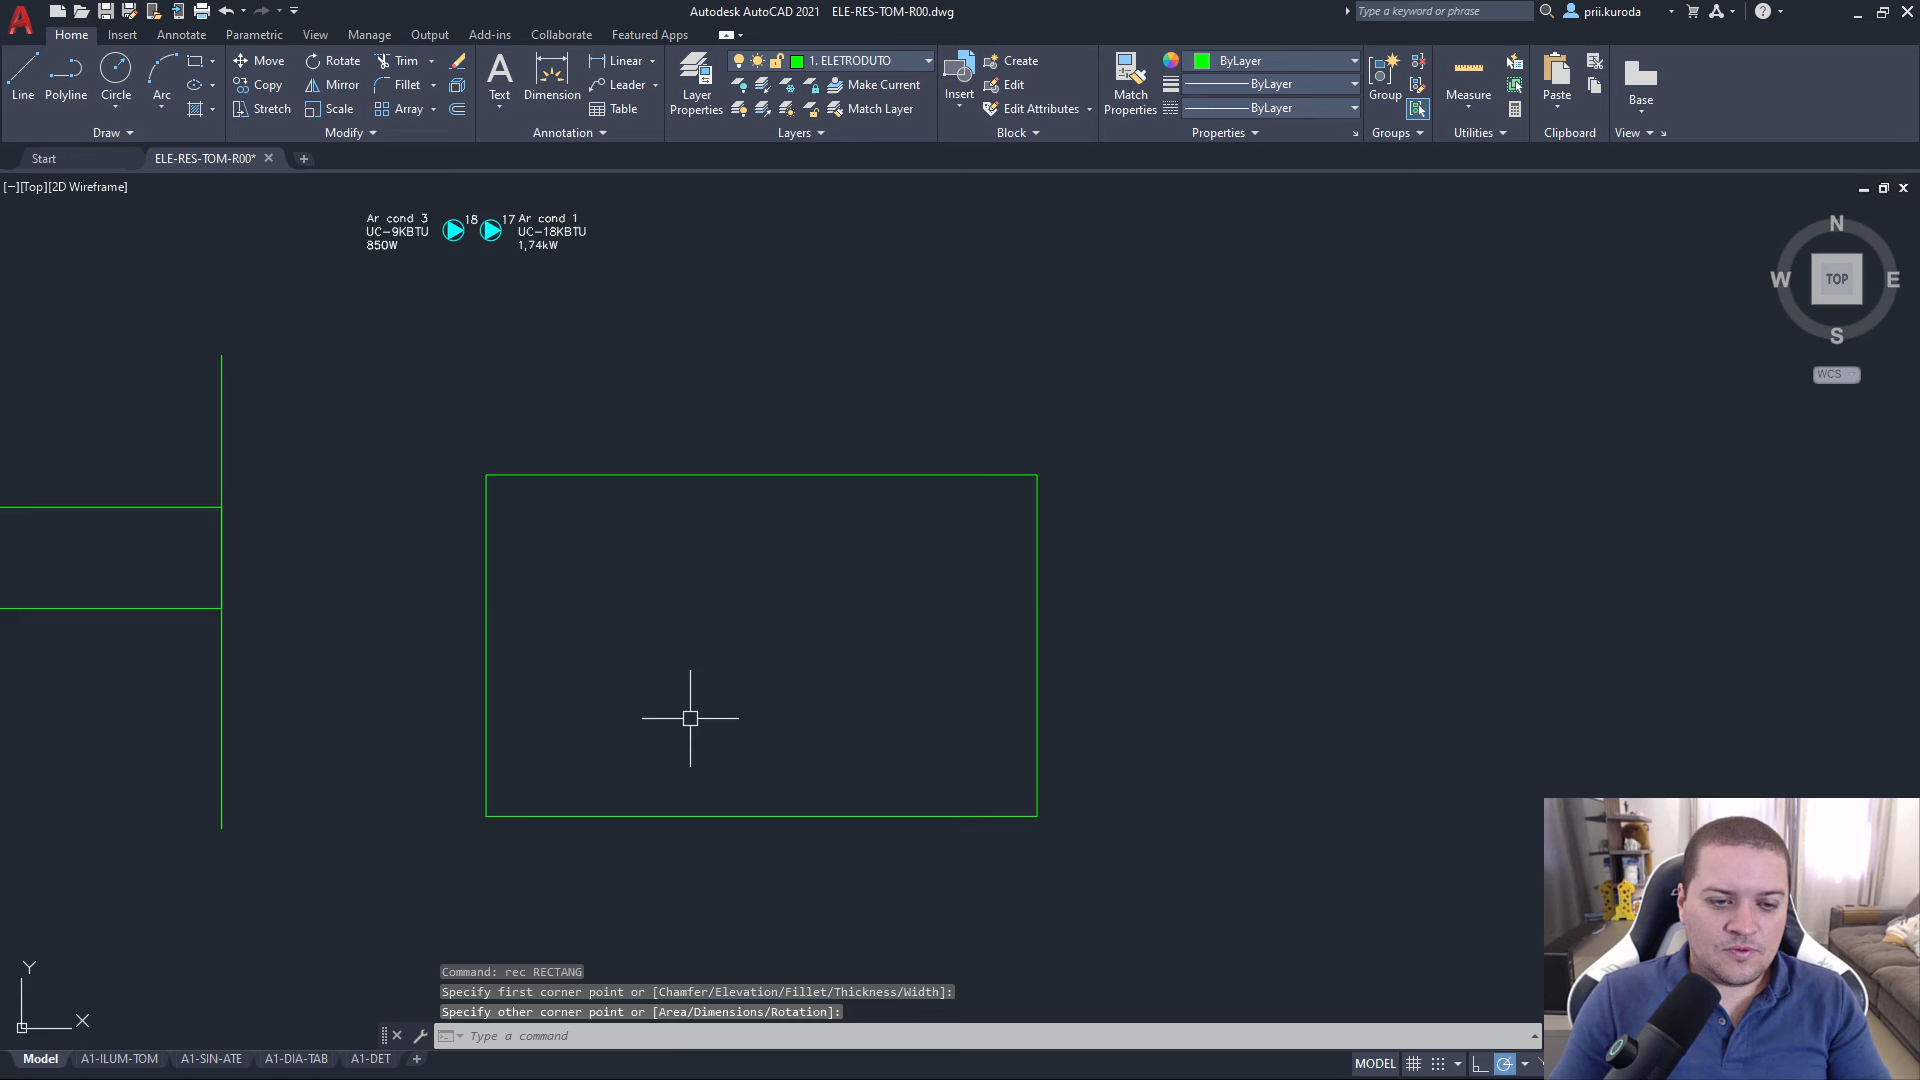 Autodesk AutoCAD 2021 ELE-RES-TOM-R00.dwg
Type a keyword or phrase
prii.kuroda
Home Insert Annotate Parametric View Manage Output Add-ins Collaborate Featured Apps
Line Polyline Circle Arc
Draw
Move Rotate Trim
Copy Mirror Fillet
Stretch Scale Array
Modify
Text Dimension
Linear
Leader
Table
Annotation
Layer Properties
1. ELETRODUTO
Make Current
Match Layer
Layers
Insert
Create
Edit
Edit Attributes
Block
Match Properties
ByLayer
ByLayer
ByLayer
Properties
Group
Groups
Measure
Utilities
Paste
Clipboard
Base
View
Start ELE-RES-TOM-R00*
[−][Top][2D Wireframe]
Ar cond 3
UC-9KBTU
850W
18
17
Ar cond 1
UC-18KBTU
1,74kW
N
W TOP E
S
WCS
Y
X
Command: rec RECTANG
Specify first corner point or [Chamfer/Elevation/Fillet/Thickness/Width]:
Specify other corner point or [Area/Dimensions/Rotation]:
Type a command
Model A1-ILUM-TOM A1-SIN-ATE A1-DIA-TAB A1-DET
MODEL